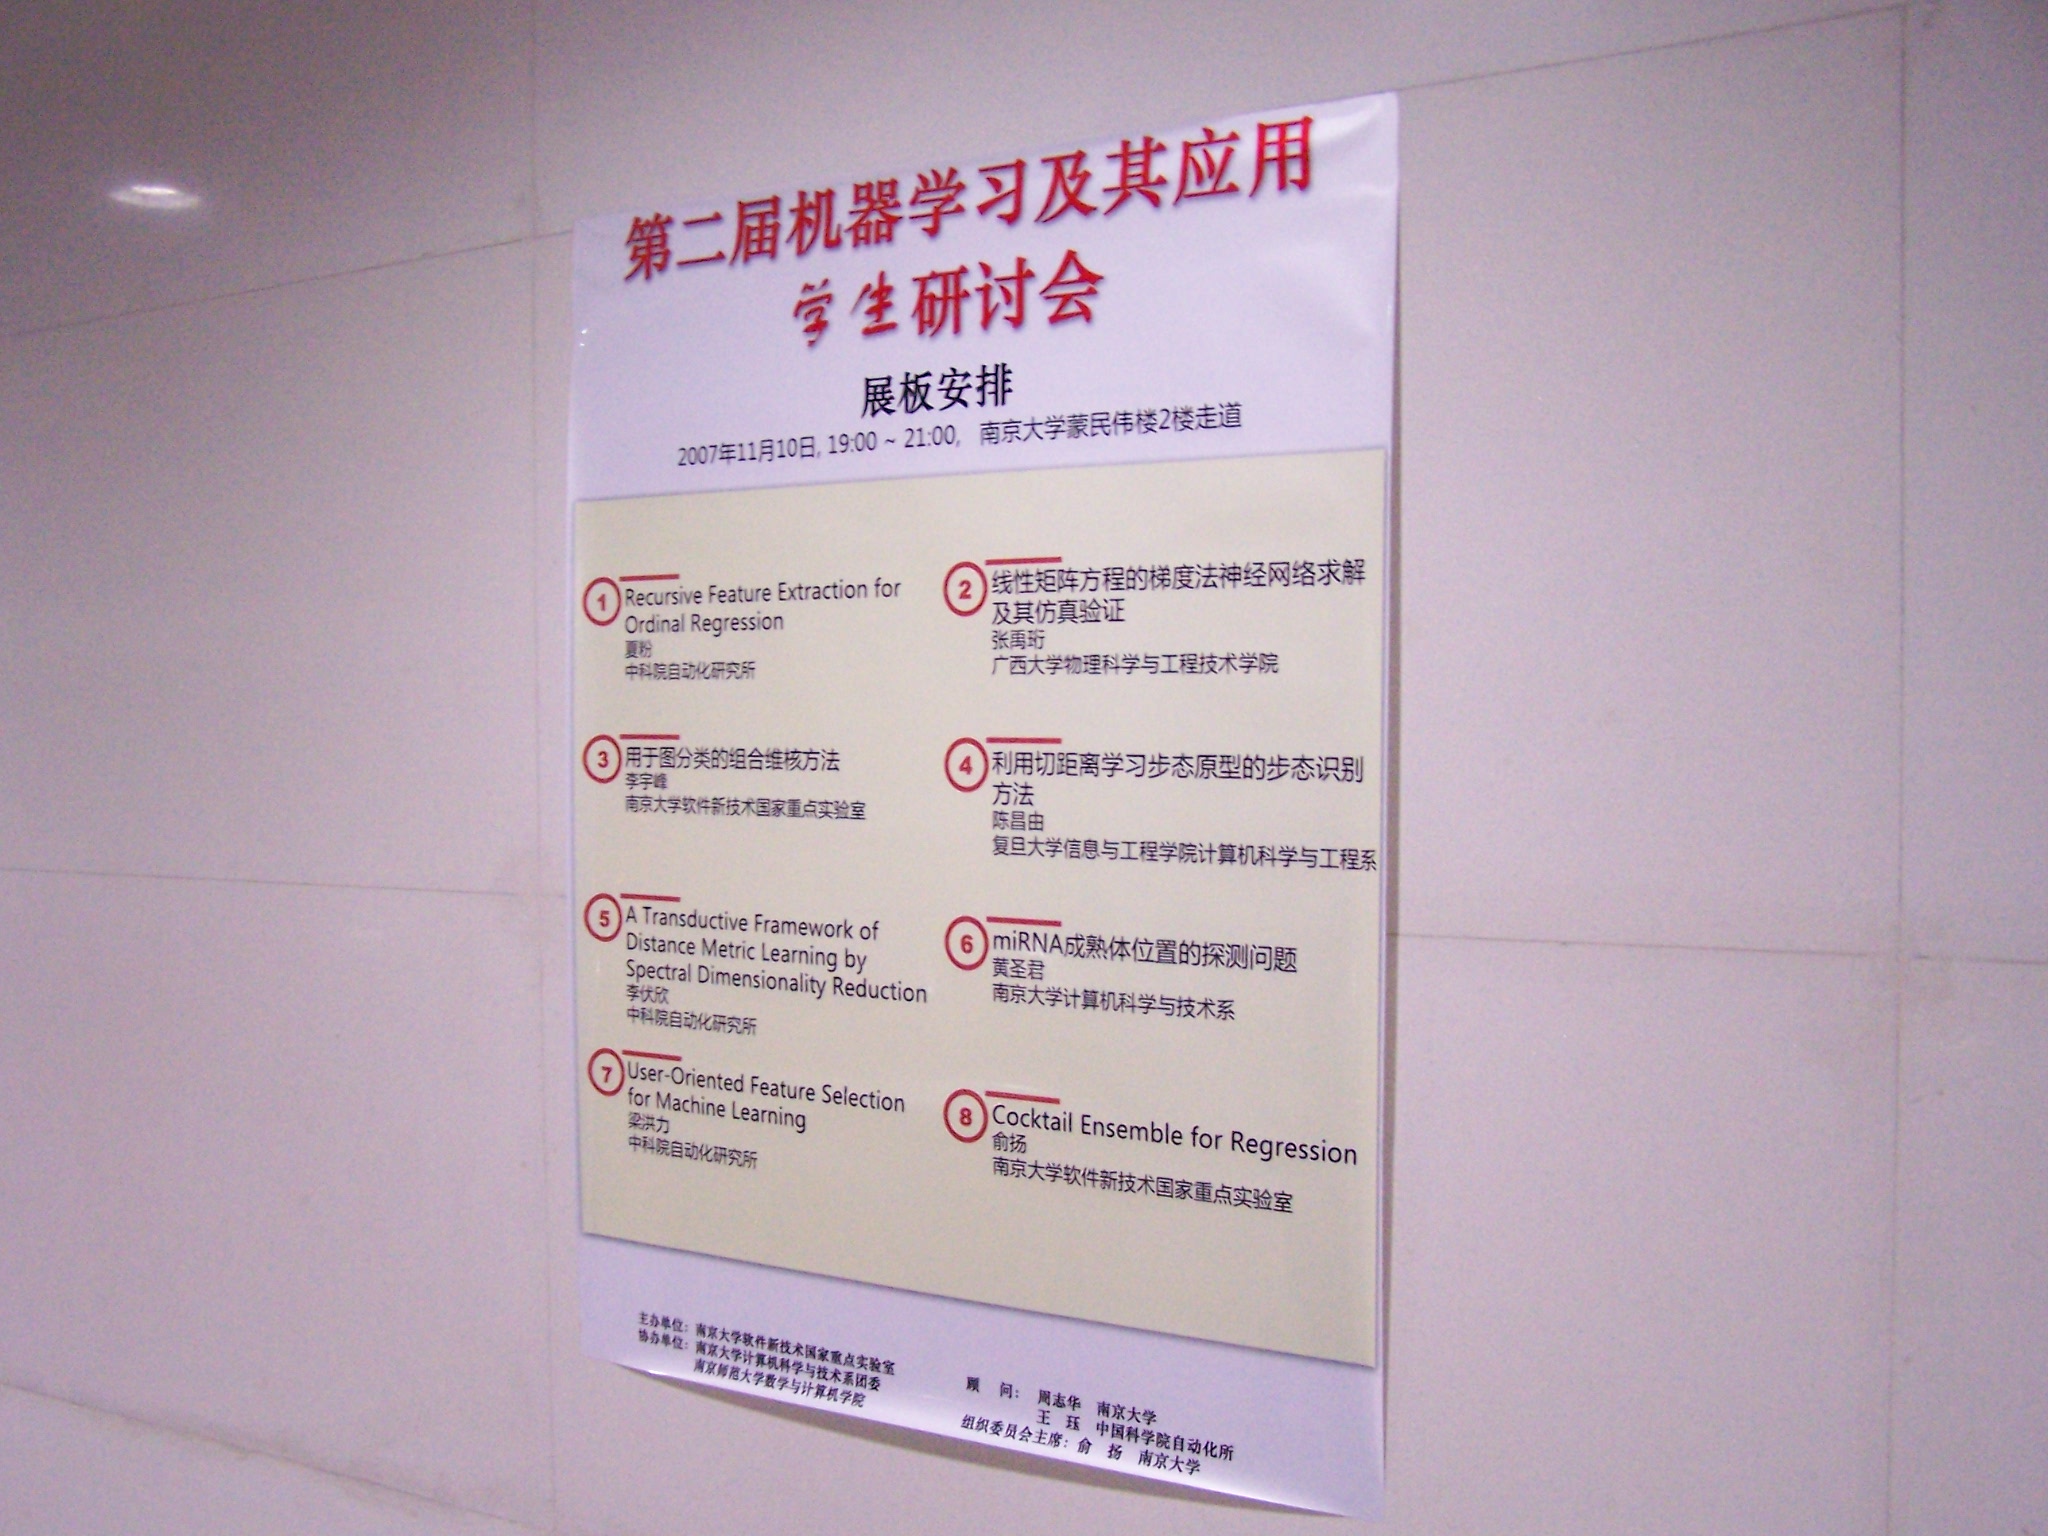 第二届机器学习及其应用
学生研讨会
展板安排
2007年11月10日, 19:00 ~ 21:00, 南京大学蒙民伟楼2楼走道
1 Recursive Feature Extraction for
Ordinal Regression
夏粉
中科院自动化研究所
2 线性矩阵方程的梯度法神经网络求解
及其仿真验证
张禹珩
广西大学物理科学与工程技术学院
3 用于图分类的组合维核方法
李宇峰
南京大学软件新技术国家重点实验室
4 利用切距离学习步态原型的步态识别
方法
陈昌由
复旦大学信息与工程学院计算机科学与工程系
5 A Transductive Framework of
Distance Metric Learning by
Spectral Dimensionality Reduction
李伏欣
中科院自动化研究所
6 miRNA成熟体位置的探测问题
黄圣君
南京大学计算机科学与技术系
7 User-Oriented Feature Selection
for Machine Learning
梁洪力
中科院自动化研究所
8 Cocktail Ensemble for Regression
俞扬
南京大学软件新技术国家重点实验室
主办单位：南京大学软件新技术国家重点实验室
协办单位：南京大学计算机科学与技术系团委
南京师范大学数学与计算机学院
顾 问：周志华 南京大学
王 珏 中国科学院自动化所
组织委员会主席：俞 扬 南京大学